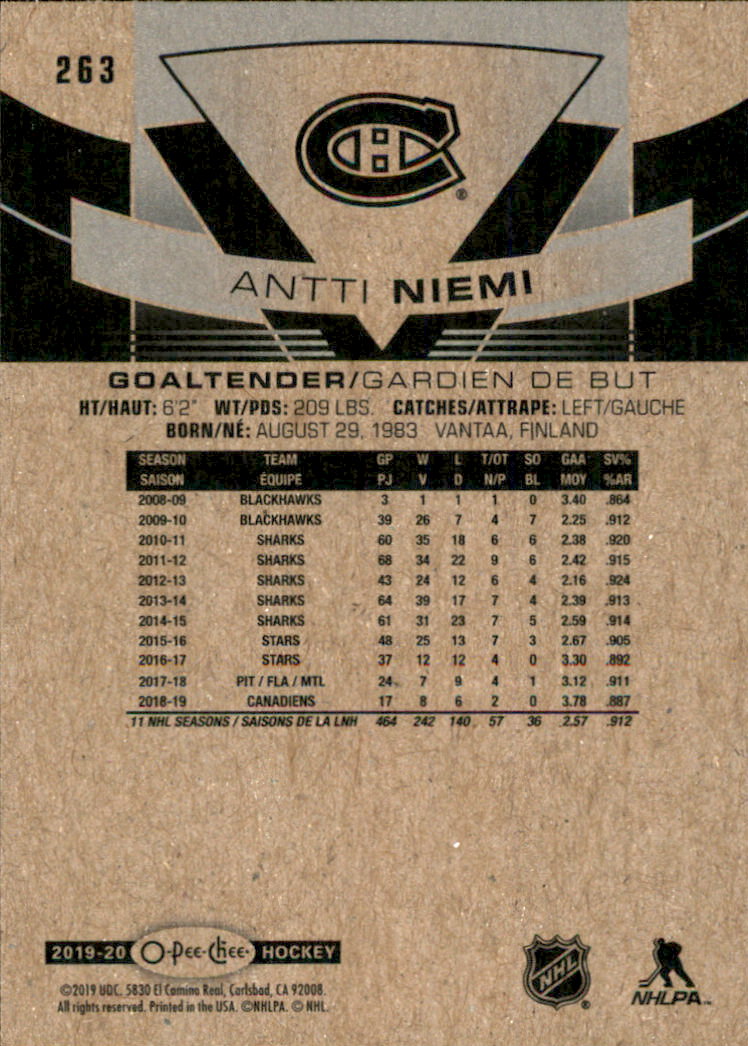 263
C H ®
ANTTI NIEMI
GOALTENDER/GARDIEN DE BUT
HT/HAUT: 6'2" WT/PDS: 209 LBS. CATCHES/ATTRAPE: LEFT/GAUCHE
BORN/NÉ: AUGUST 29, 1983 VANTAA, FINLAND
SEASON TEAM GP W L T/OT SO GAA SV%
SAISON ÉQUIPE PJ V D N/P BL MOY %AR
2008-09 BLACKHAWKS 3 1 1 1 0 3.40 .864
2009-10 BLACKHAWKS 39 26 7 4 7 2.25 .912
2010-11 SHARKS 60 35 18 6 6 2.38 .920
2011-12 SHARKS 68 34 22 9 6 2.42 .915
2012-13 SHARKS 43 24 12 6 4 2.16 .924
2013-14 SHARKS 64 39 17 7 4 2.39 .913
2014-15 SHARKS 61 31 23 7 5 2.59 .914
2015-16 STARS 48 25 13 7 3 2.67 .905
2016-17 STARS 37 12 12 4 0 3.30 .892
2017-18 PIT / FLA / MTL 24 7 9 4 1 3.12 .911
2018-19 CANADIENS 17 8 6 2 0 3.78 .887
11 NHL SEASONS / SAISONS DE LA LNH 464 242 140 57 36 2.57 .912
2019-20 O-Pee-Chee HOCKEY
©2019 UDC. 5830 El Camino Real, Carlsbad, CA 92008.
All rights reserved. Printed in the USA. ©NHLPA. © NHL.
NHL ®
NHLPA™